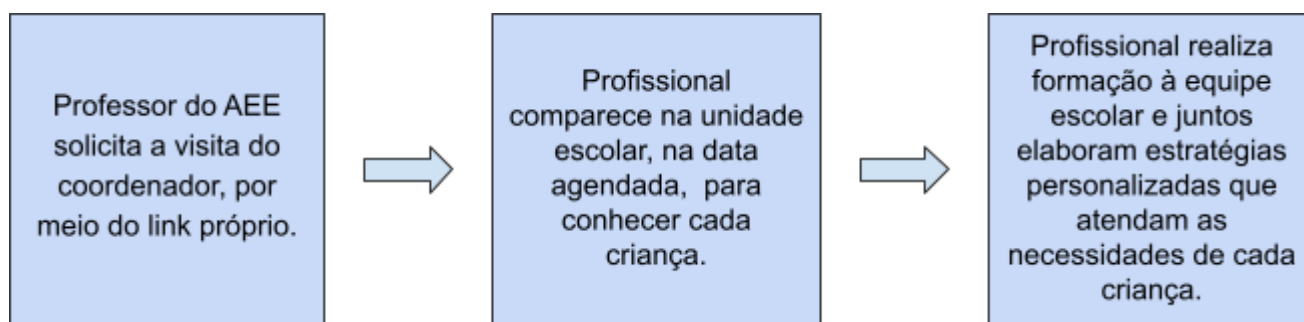 Professor do AEE
solicita a visita do
coordenador, por
meio do link próprio.
Profissional
comparece na unidade
escolar, na data
agendada, para
conhecer cada
criança.
Profissional realiza
formação à equipe
escolar e juntos
elaboram estratégias
personalizadas que
atendam as
necessidades de cada
criança.